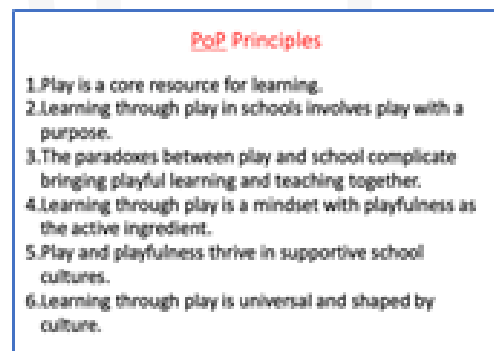 PoP Principles
1.Play is a core resource for learning.
2.Learning through play in schools involves play with a
purpose.
3.The paradoxes between play and school complicate
bringing playful learning and teaching together.
4.Learning through play is a mindset with playfulness as
the active ingredient.
5.Play and playfulness thrive in supportive school
cultures.
6.Learning through play is universal and shaped by
culture.